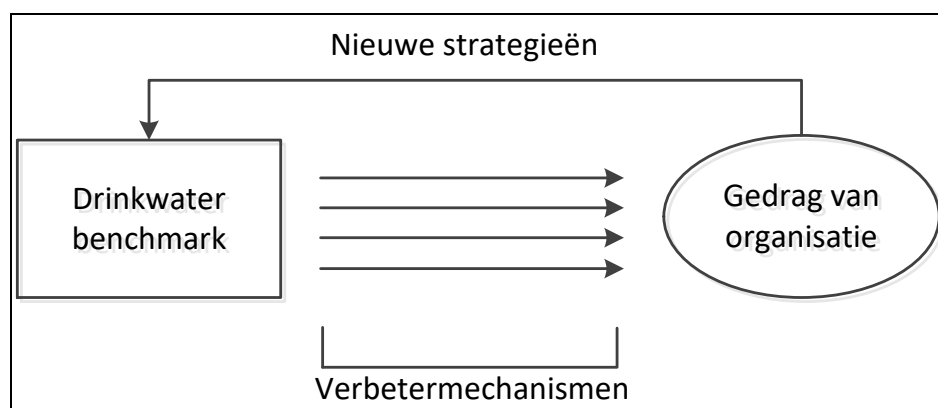 Nieuwe strategieën
Drinkwater
benchmark
Gedrag van
organisatie
Verbetermechanismen